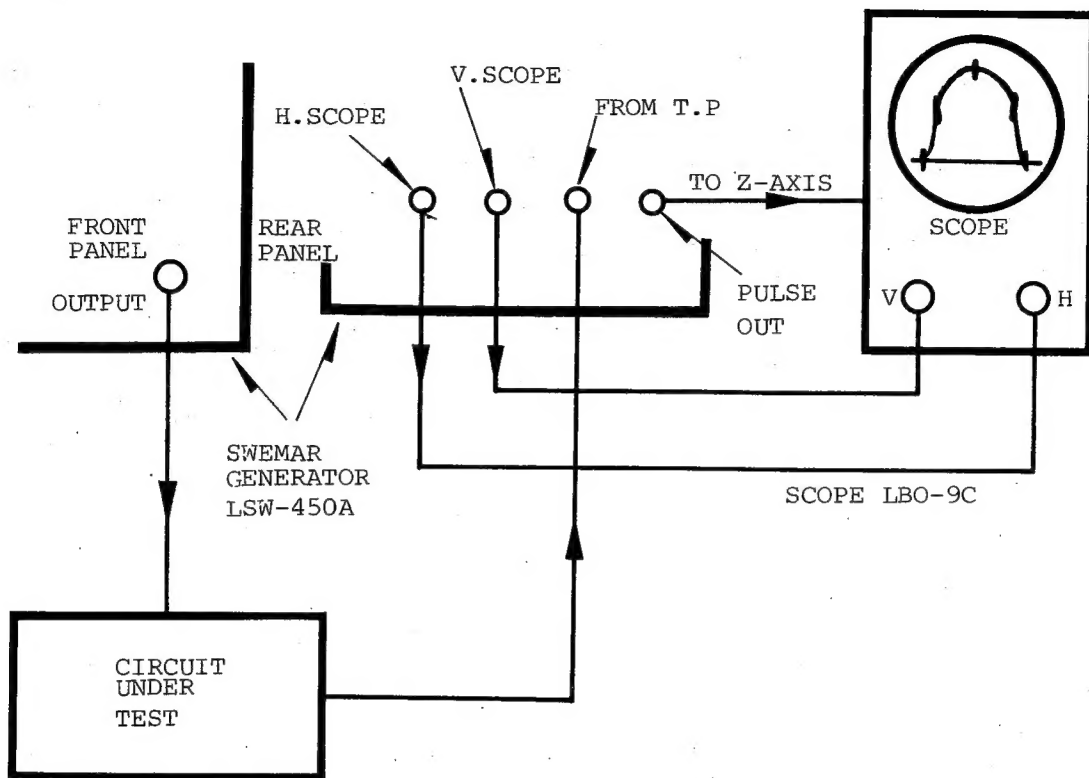 V.SCOPE
H.SCOPE
FROM T.P
TO Z-AXIS
SCOPE
FRONT
PANEL
OUTPUT
REAR
PANEL
PULSE
OUT
V
H
SWEMAR
GENERATOR
LSW-450A
SCOPE LBO-9C
CIRCUIT
UNDER
TEST